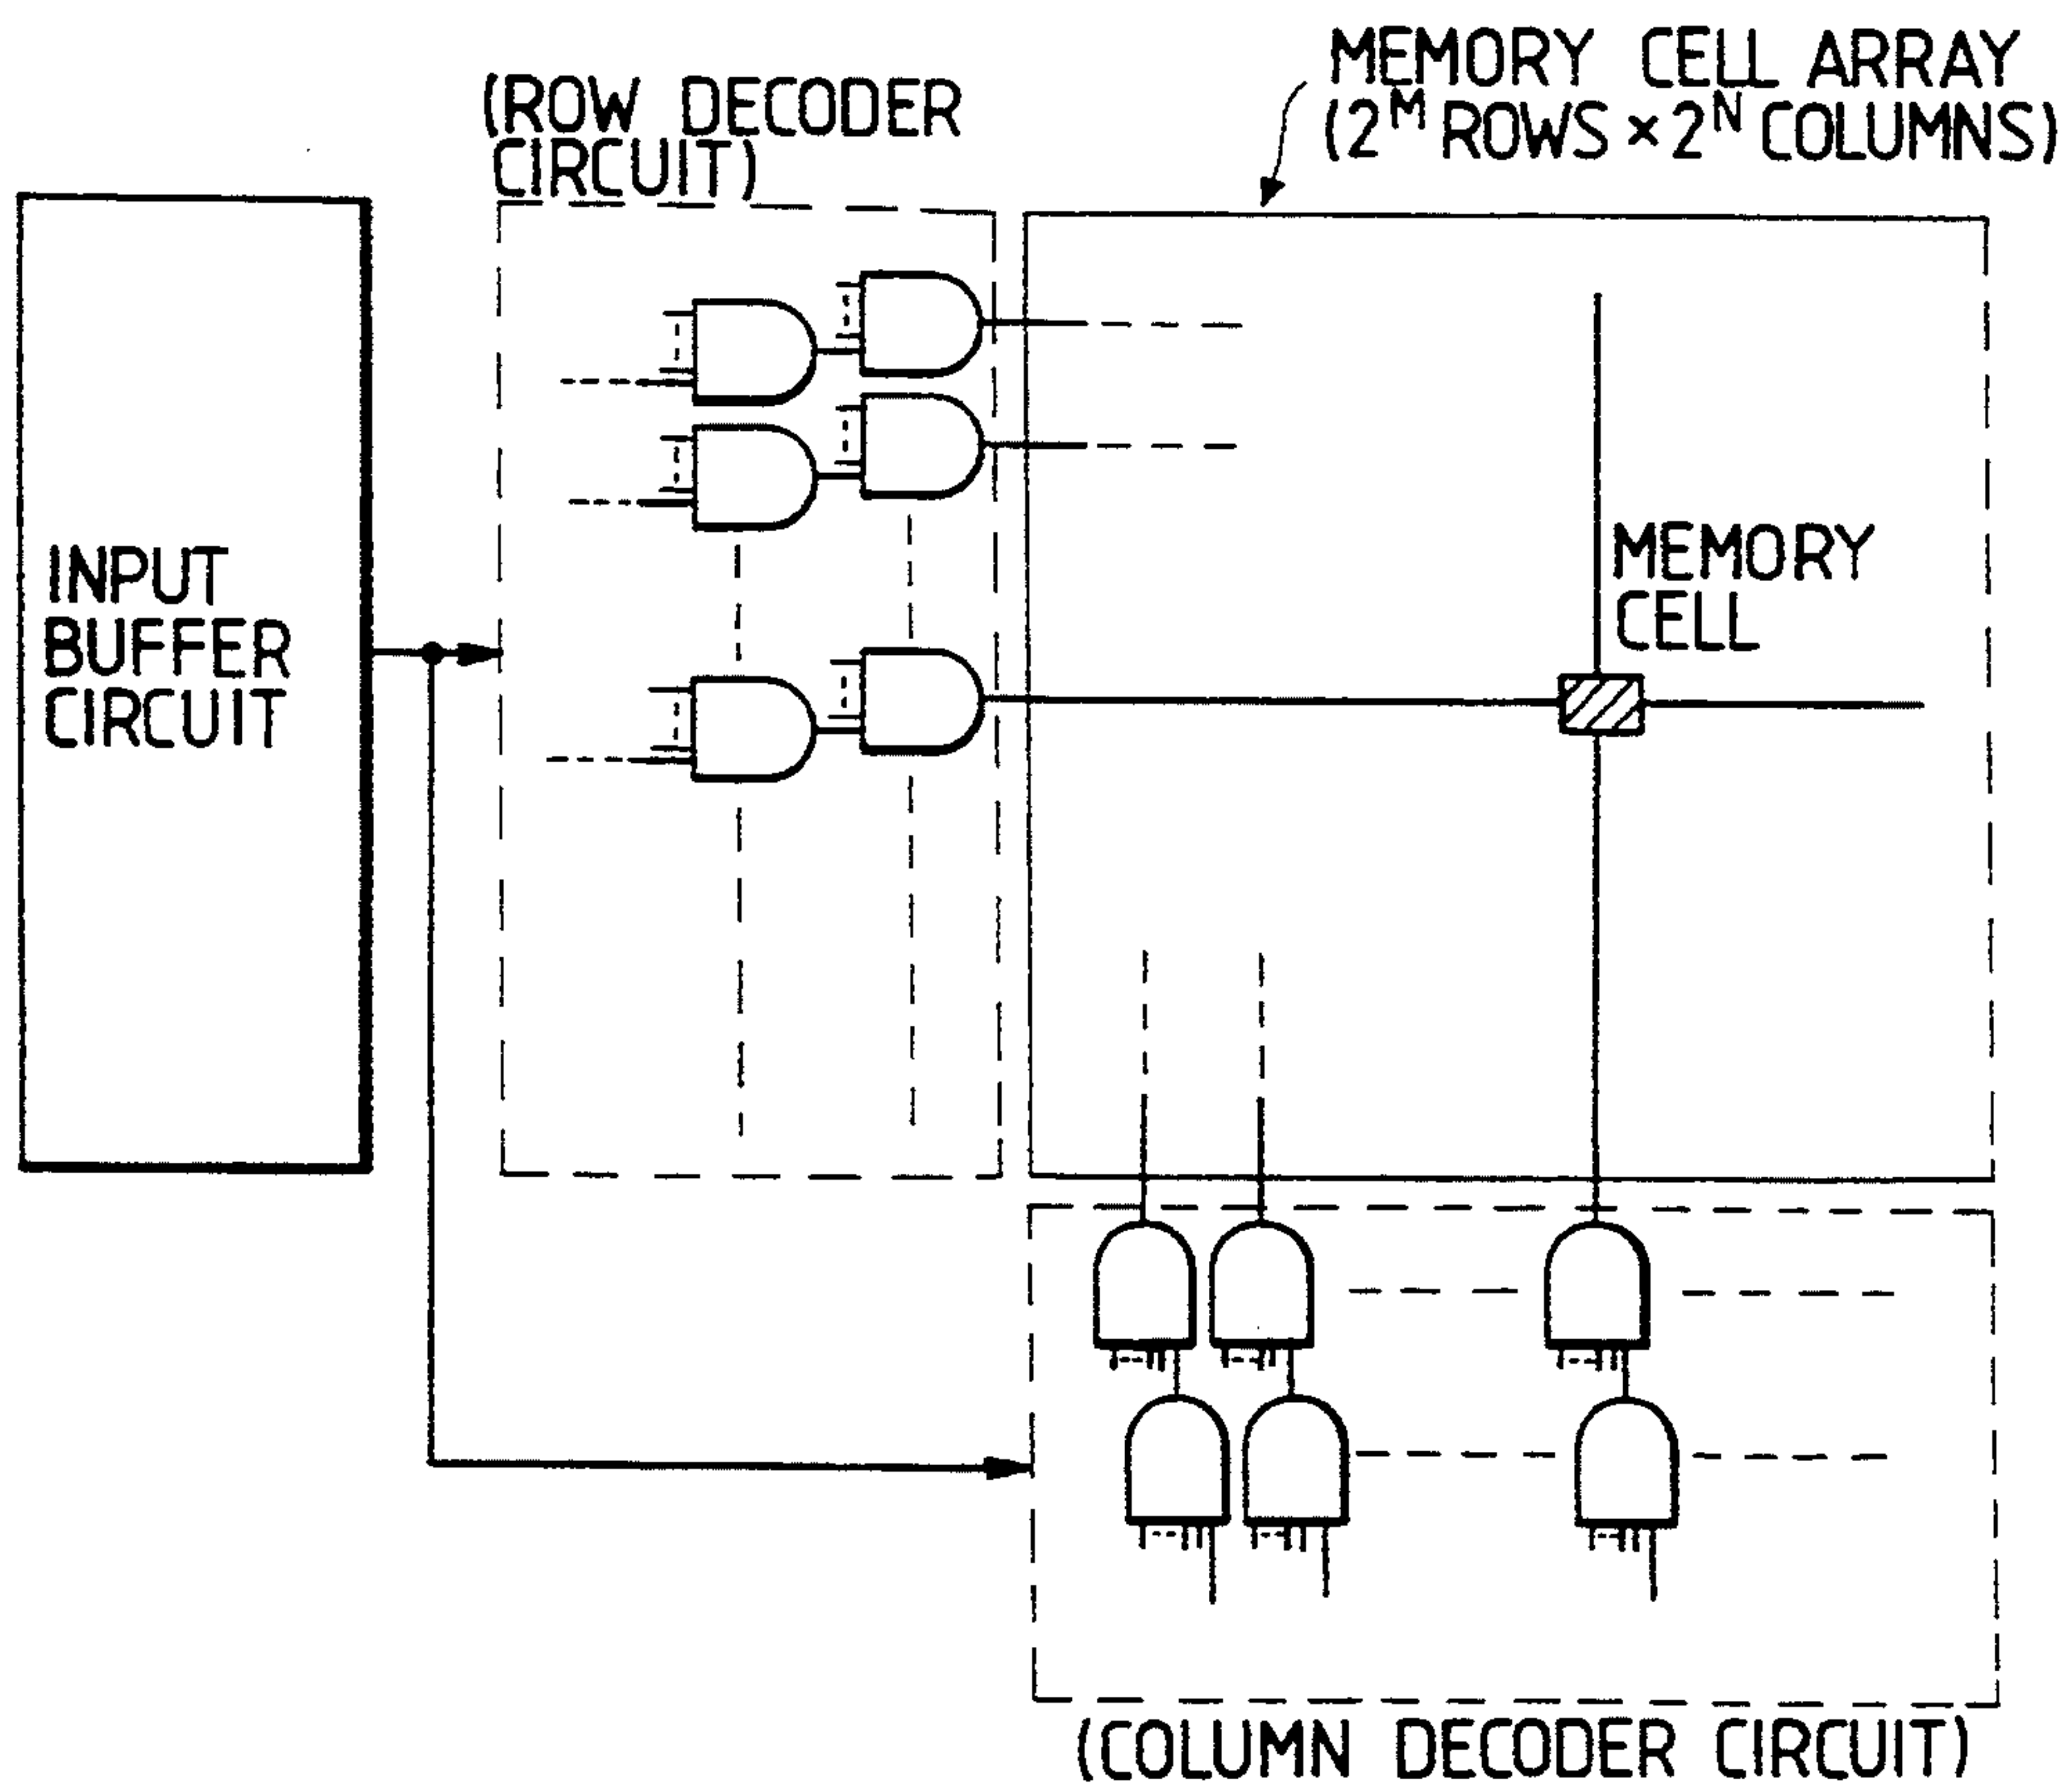 MEMORY CELL ARRAY
(2^M ROWS × 2^N COLUMNS)
(ROW DECODER
CIRCUIT)
INPUT
BUFFER
CIRCUIT
MEMORY
CELL
(COLUMN DECODER CIRCUIT)